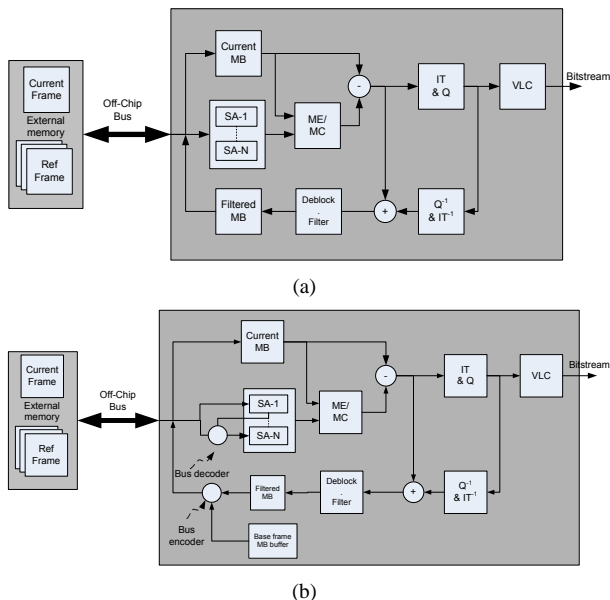 Current
Frame
External
memory
Ref
Frame
Off-Chip
Bus
Current
MB
SA-1
SA-N
ME/
MC
-
IT
& Q
VLC
Bitstream
Filtered
MB
Deblock
.
Filter
+
Q-1
& IT-1
(a)
Current
Frame
External
memory
Ref
Frame
Off-Chip
Bus
Current
MB
SA-1
SA-N
Bus decoder
ME/
MC
-
IT
& Q
VLC
Bitstream
Filtered
MB
Deblock
.
Filter
+
Q-1
& IT-1
Bus
encoder
Base frame
MB buffer
(b)